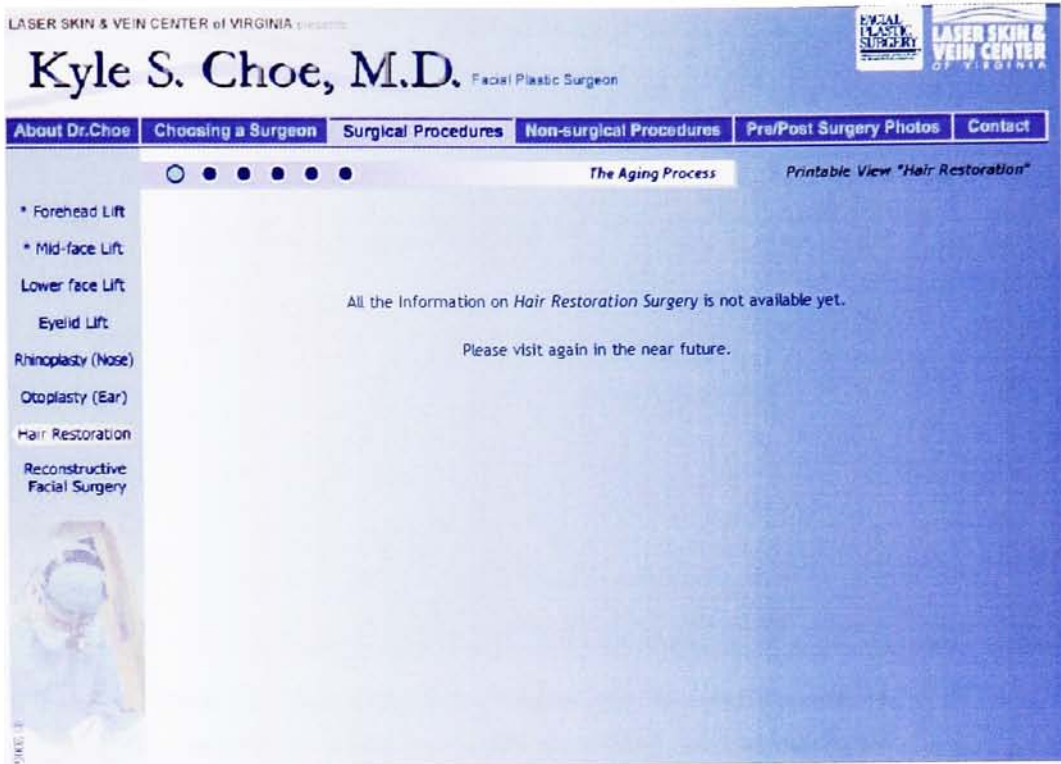 LASER SKIN & VEIN CENTER of VIRGINIA presents
Kyle S. Choe, M.D. Facial Plastic Surgeon
FACIAL
PLASTIC
SURGERY
LASER SKIN &
VEIN CENTER
OF VIRGINIA
About Dr.Choe Choosing a Surgeon Surgical Procedures Non-surgical Procedures Pre/Post Surgery Photos Contact
The Aging Process Printable View "Hair Restoration"
* Forehead Lift
* Mid-face Lift
Lower face Lift
Eyelid Lift
Rhinoplasty (Nose)
Otoplasty (Ear)
Hair Restoration
Reconstructive
Facial Surgery
All the Information on Hair Restoration Surgery is not available yet.
Please visit again in the near future.